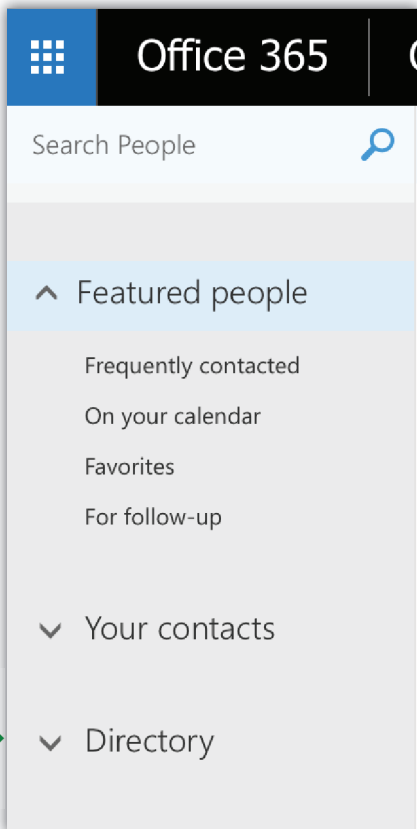 Office 365
Search People
Featured people
Frequently contacted
On your calendar
Favorites
For follow-up
Your contacts
Directory